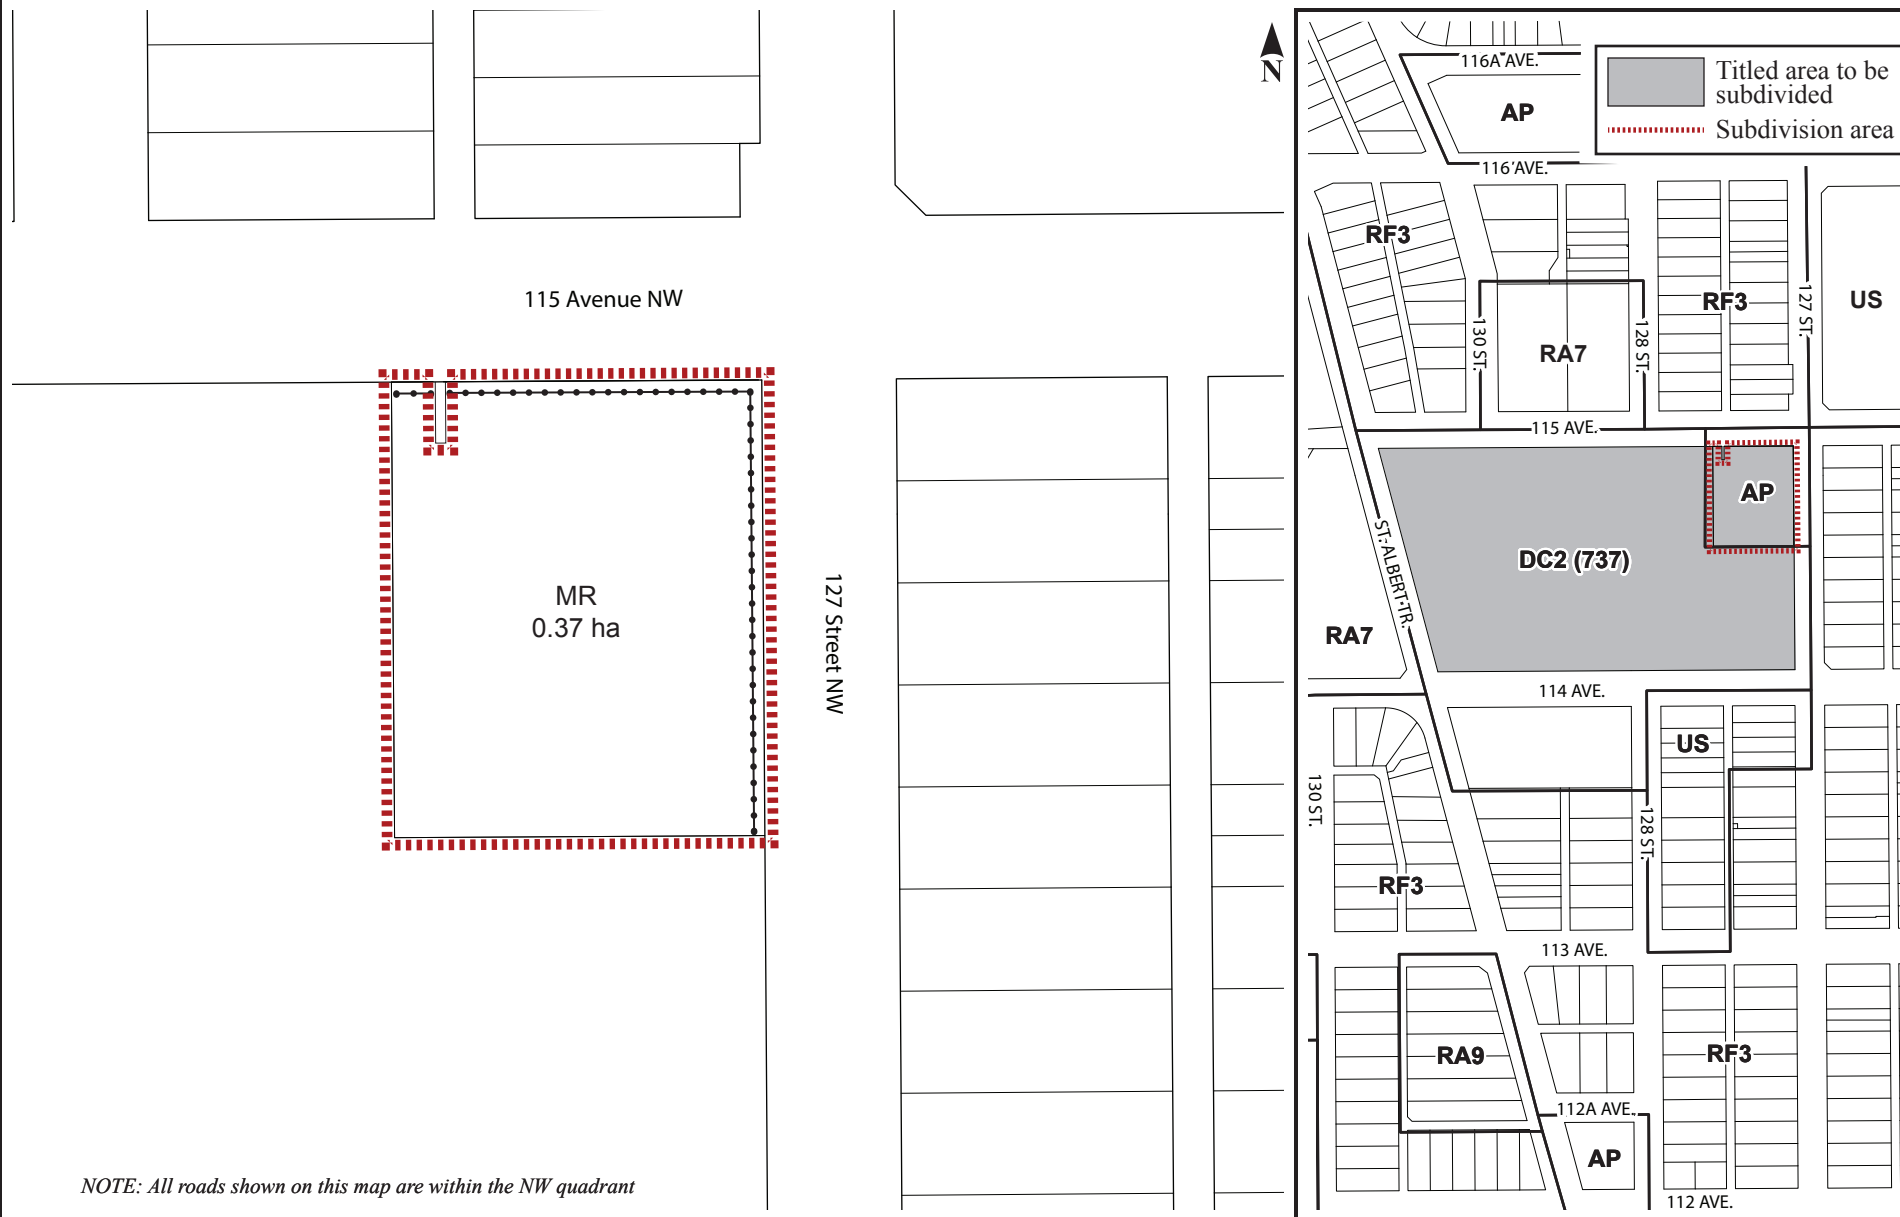 115 Avenue NW
MR
0.37 ha
127 Street NW
NOTE: All roads shown on this map are within the NW quadrant
N
Titled area to be
subdivided
Subdivision area
116A AVE.
AP
116 AVE.
RF3
RF3
127 ST.
US
130 ST.
RA7
128 ST.
115 AVE.
AP
ST. ALBERT TR.
DC2 (737)
RA7
114 AVE.
US
130 ST.
128 ST.
RF3
113 AVE.
RA9
RF3
112A AVE.
AP
112 AVE.